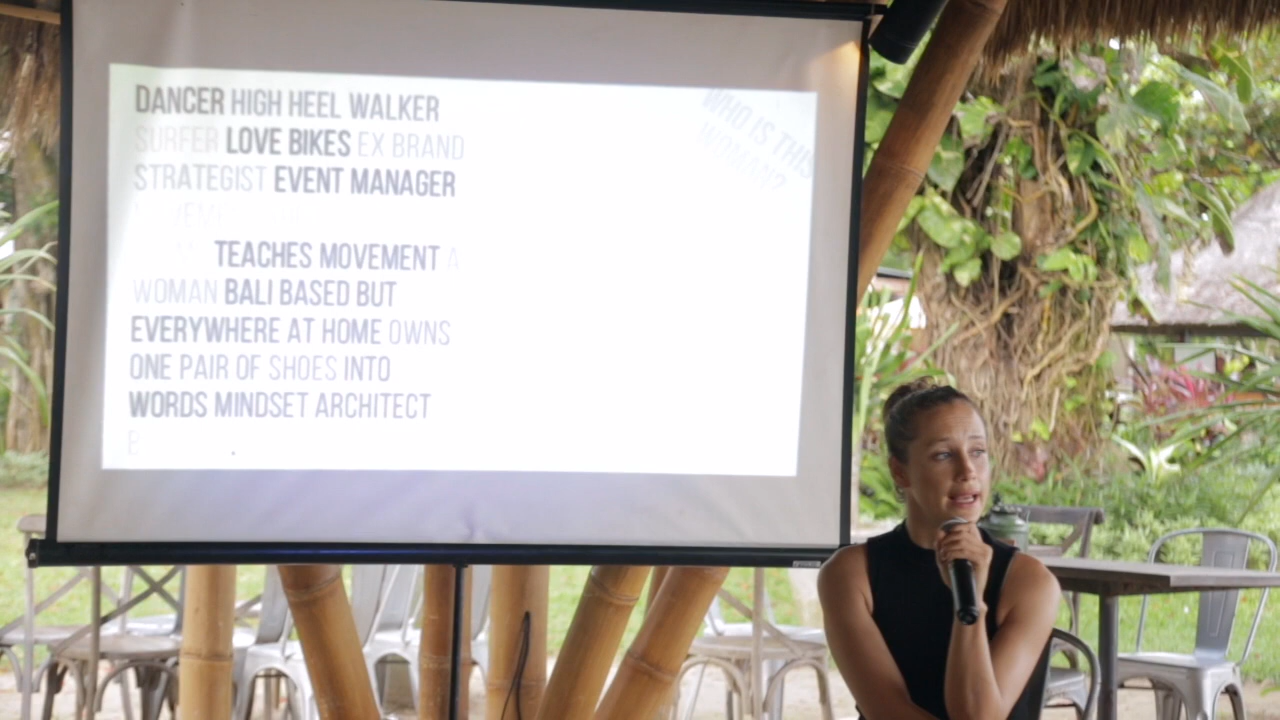 DANCER HIGH HEEL WALKER
SURFER LOVE BIKES EX BRAND
STRATEGIST EVENT MANAGER
TEACHES MOVEMENT A
WOMAN BALI BASED BUT
EVERYWHERE AT HOME OWNS
ONE PAIR OF SHOES INTO
WORDS MINDSET ARCHITECT
WHO IS THIS
WOMAN?